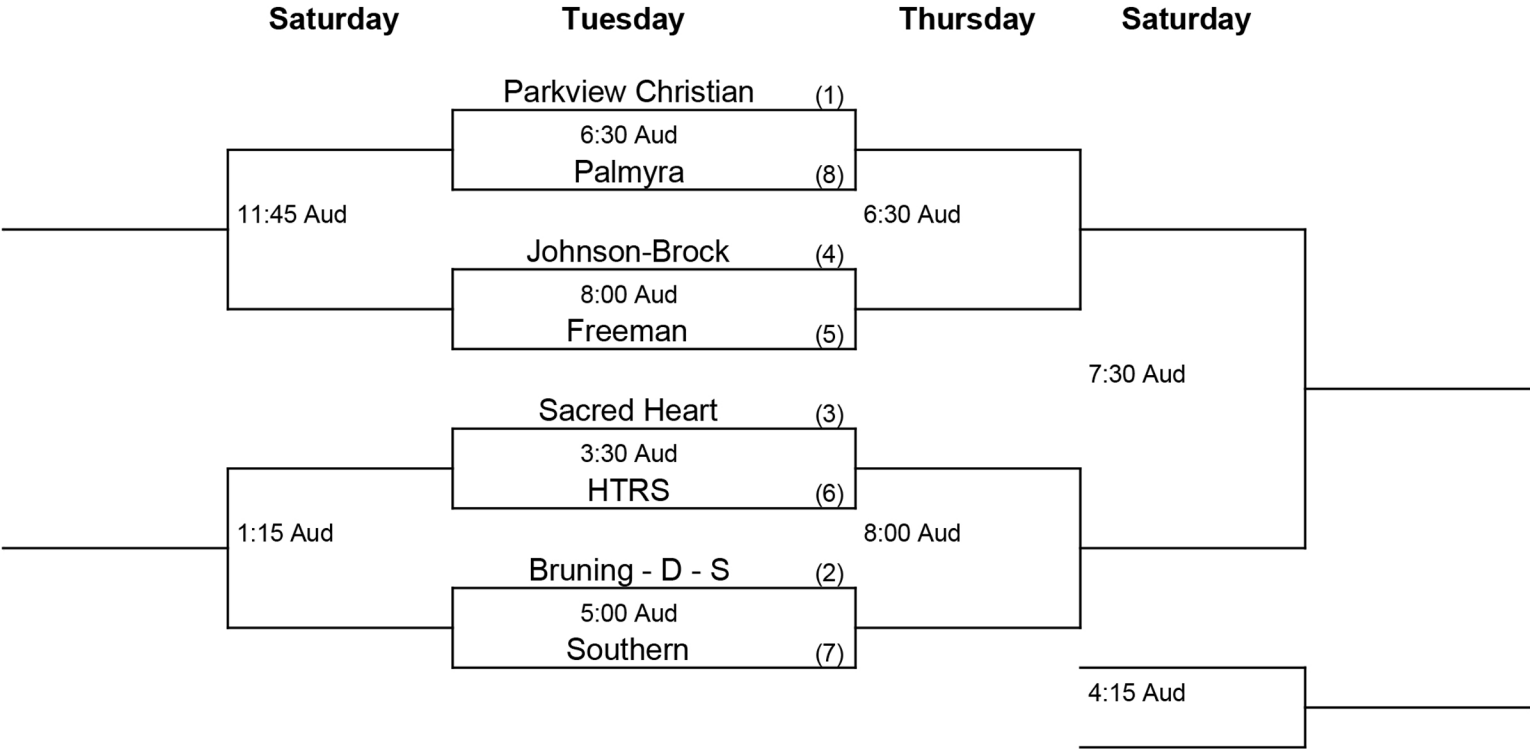 Saturday Tuesday Thursday Saturday
Parkview Christian (1)
6:30 Aud
Palmyra (8)
11:45 Aud 6:30 Aud
Johnson-Brock (4)
8:00 Aud
Freeman (5)
7:30 Aud
Sacred Heart (3)
3:30 Aud
HTRS (6)
1:15 Aud 8:00 Aud
Bruning - D - S (2)
5:00 Aud
Southern (7)
4:15 Aud